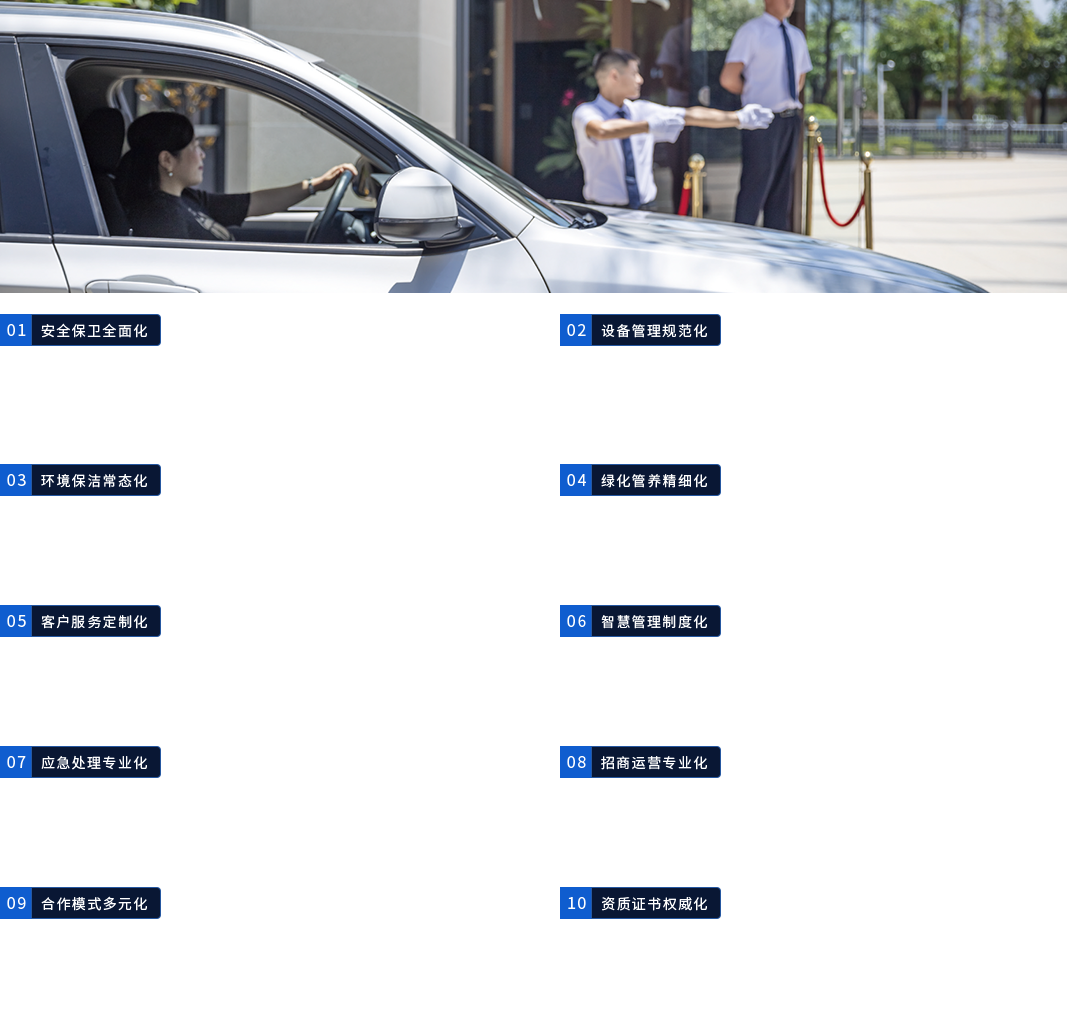 01 安全保卫全面化
02 设备管理规范化
03 环境保洁常态化
04 绿化管养精细化
05 客户服务定制化
06 智慧管理制度化
07 应急处理专业化
08 招商运营专业化
09 合作模式多元化
10 资质证书权威化